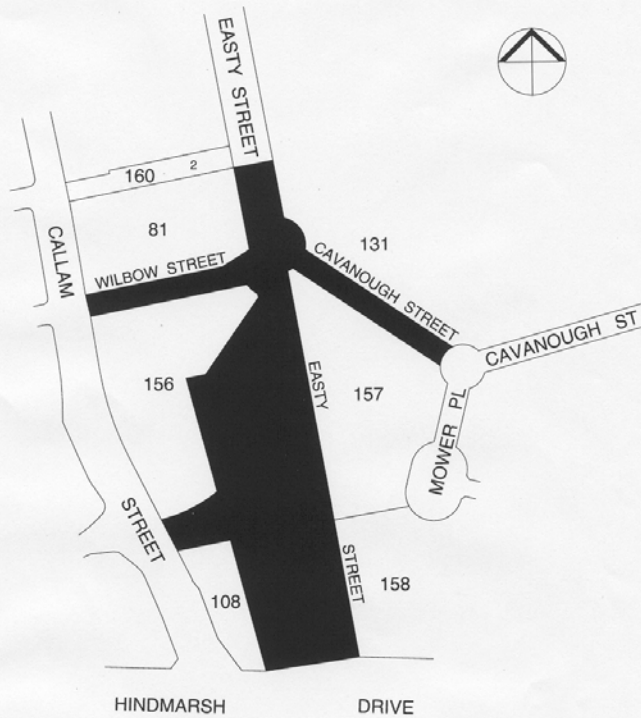 EASTY STREET
160
2
81
131
CALLAM
WILBOW STREET
CAVANOUGH STREET
CAVANOUGH ST
156
EASTY
157
MOWER PL
STREET
STREET
108
158
HINDMARSH DRIVE